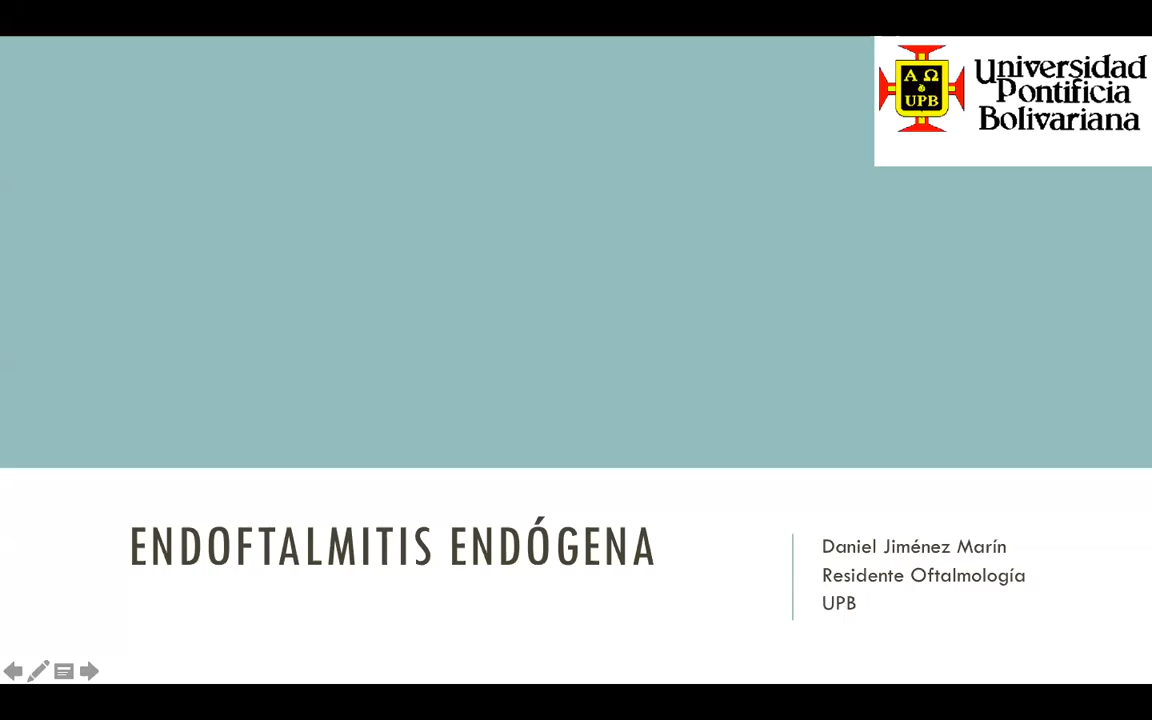 Α Ω
UPB
Universidad
Pontificia
Bolivariana
ENDOFTALMITIS ENDÓGENA
Daniel Jiménez Marín
Residente Oftalmología
UPB